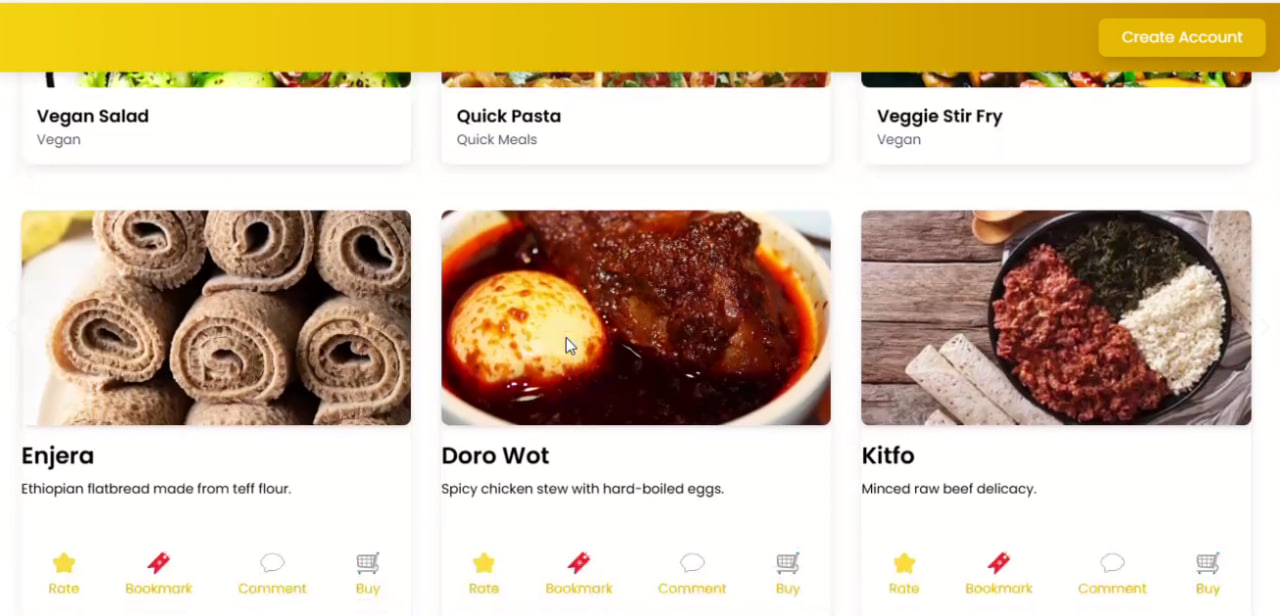 Create Account
Vegan Salad
Vegan
Quick Pasta
Quick Meals
Veggie Stir Fry
Vegan
Enjera
Ethiopian flatbread made from teff flour.
Rate
Bookmark
Comment
Buy
Doro Wot
Spicy chicken stew with hard-boiled eggs.
Rate
Bookmark
Comment
Buy
Kitfo
Minced raw beef delicacy.
Rate
Bookmark
Comment
Buy